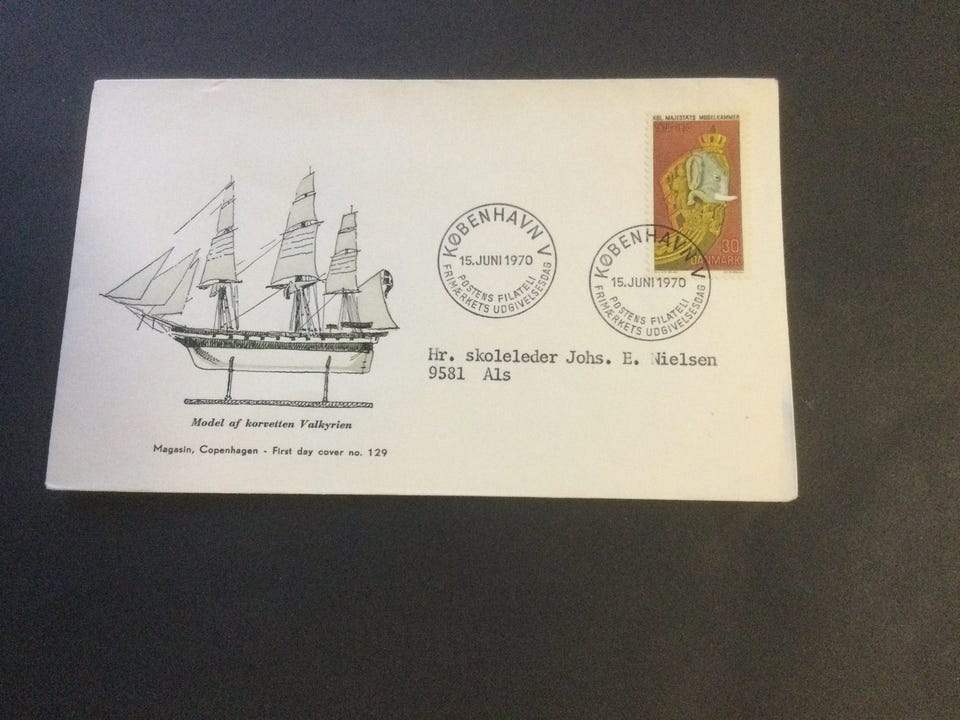 KGL. MAJESTÆTS MODELKAMMER
30
DANMARK
KØBENHAVN V
15.JUNI 1970
POSTENS FILATELI
FRIMÆRKETS UDGIVELSESDAG
KØBENHAVN V
15.JUNI 1970
POSTENS FILATELI
FRIMÆRKETS UDGIVELSESDAG
Hr. skoleleder Johs. E. Nielsen
9581 Als
Model af korvetten Valkyrien
Magasin, Copenhagen - First day cover no. 129